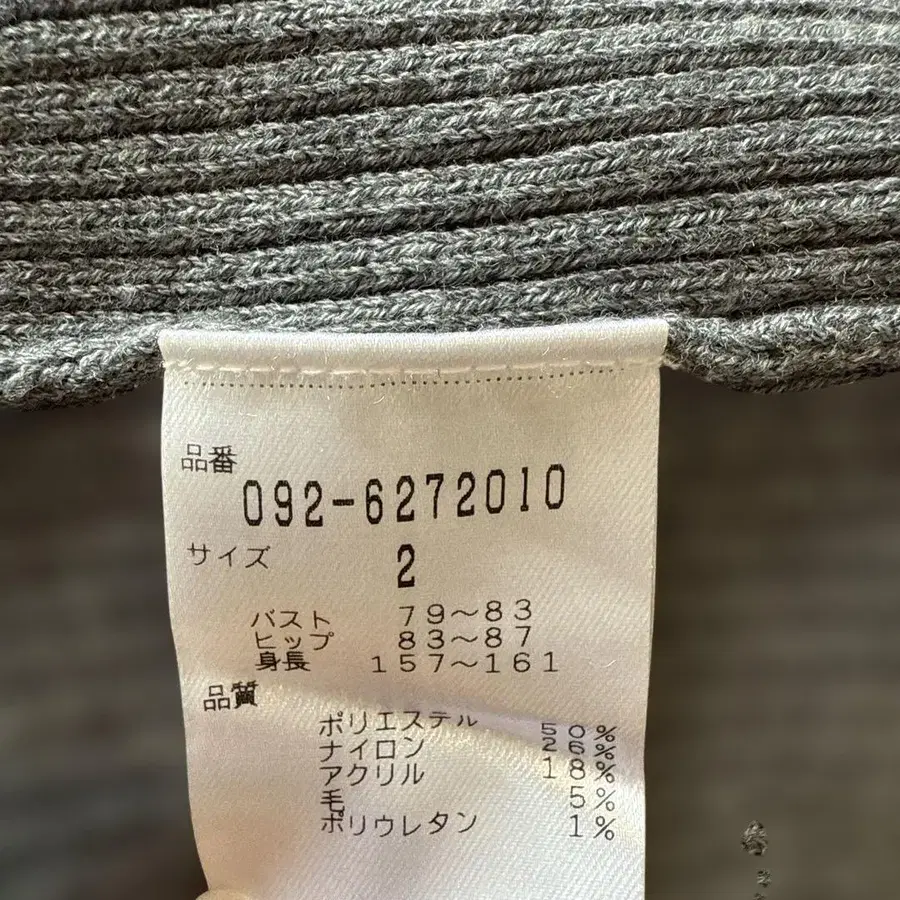 品番
092-6272010
サイズ 2
バスト 79～83
ヒップ 83～87
身長 157～161
品質
ポリエステル 50%
ナイロン 26%
アクリル 18%
毛 5%
ポリウレタン 1%